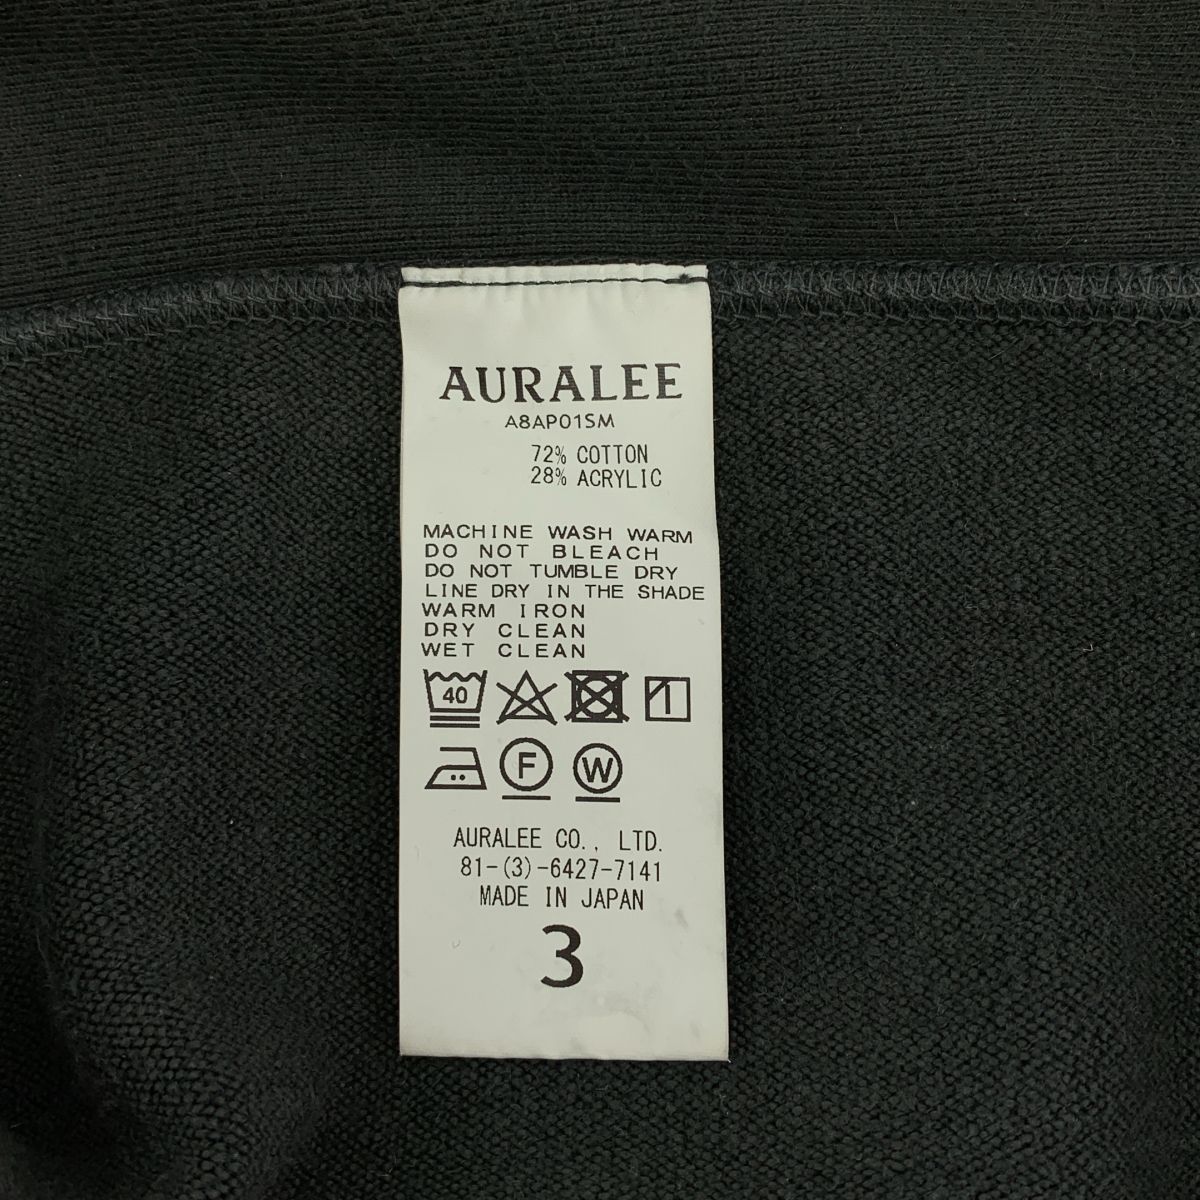 AURALEE
A8AP01SM
72% COTTON
28% ACRYLIC
MACHINE WASH WARM
DO NOT BLEACH
DO NOT TUMBLE DRY
LINE DRY IN THE SHADE
WARM IRON
DRY CLEAN
WET CLEAN
40
F W
AURALEE CO., LTD.
81-(3)-6427-7141
MADE IN JAPAN
3